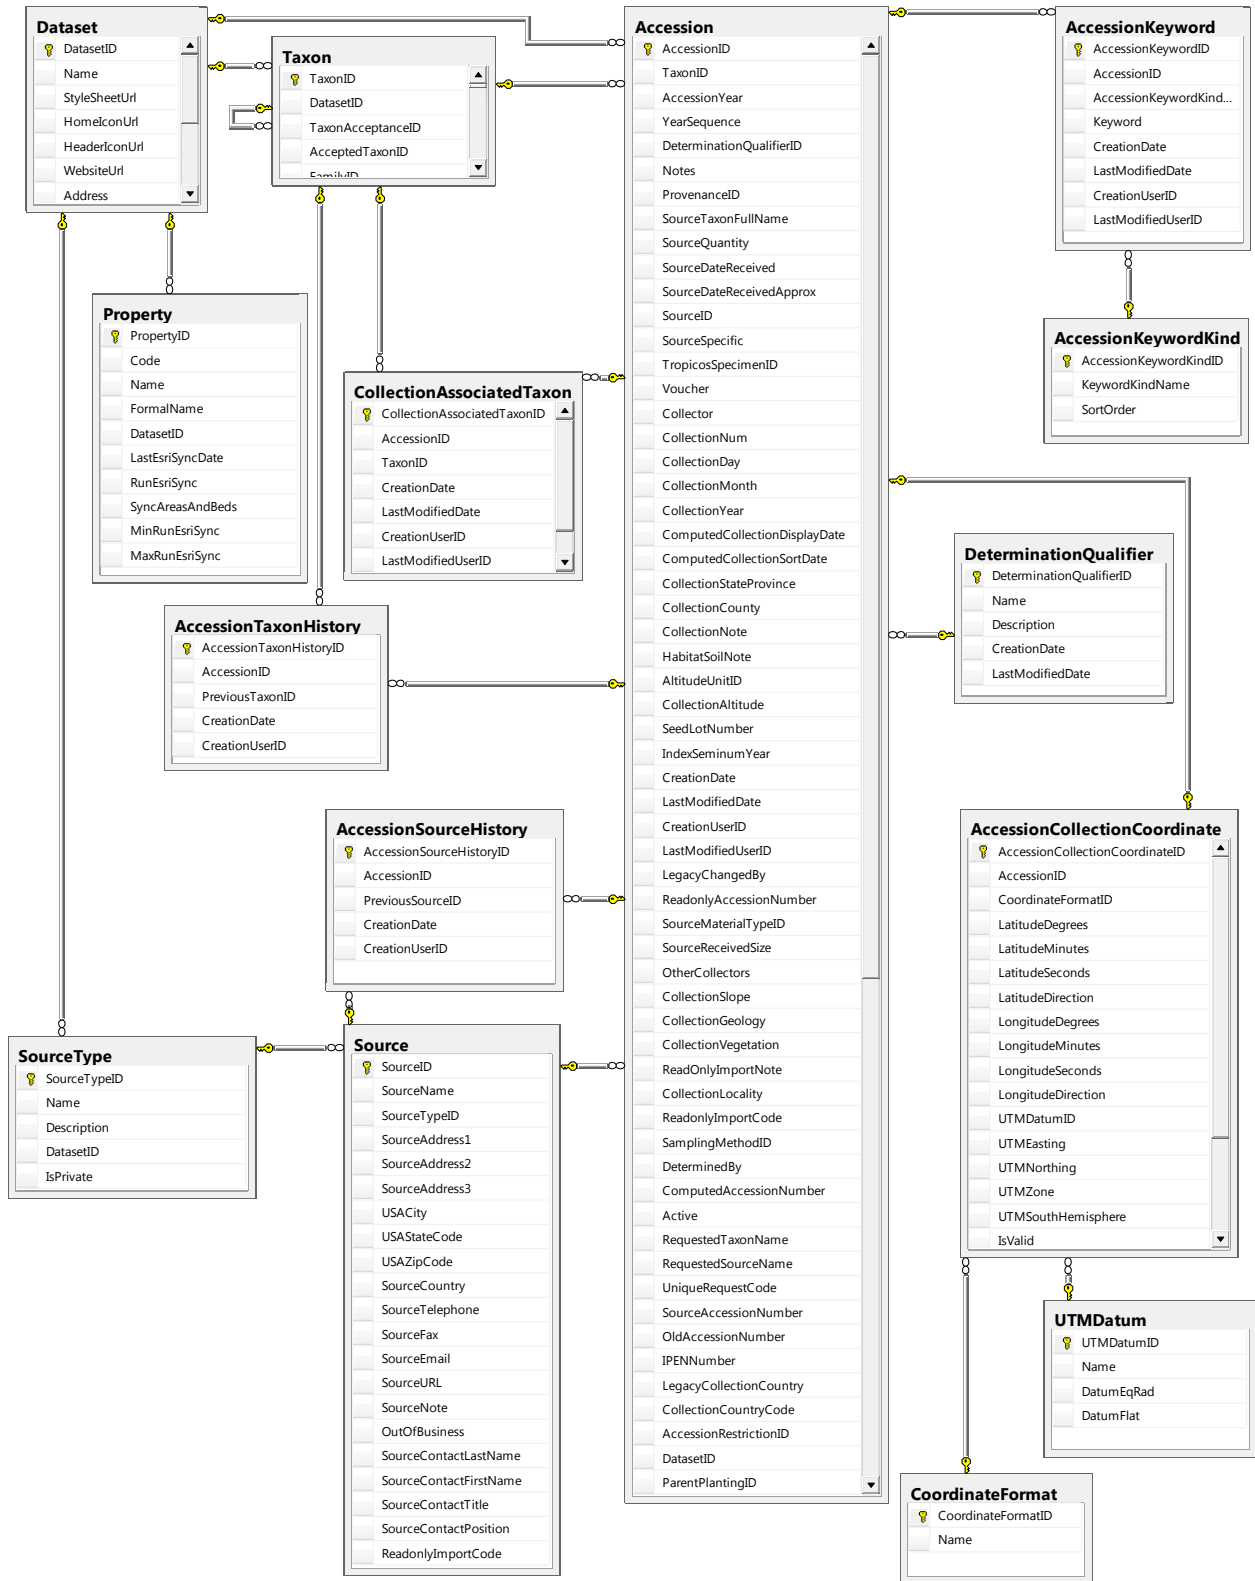 Dataset
DatasetID
Name
StyleSheetUrl
HomeIconUrl
HeaderIconUrl
WebsiteUrl
Address
Taxon
TaxonID
DatasetID
TaxonAcceptanceID
AcceptedTaxonID
FamilyID
Property
PropertyID
Code
Name
FormalName
DatasetID
LastEsriSyncDate
RunEsriSync
SyncAreasAndBeds
MinRunEsriSync
MaxRunEsriSync
CollectionAssociatedTaxon
CollectionAssociatedTaxonID
AccessionID
TaxonID
CreationDate
LastModifiedDate
CreationUserID
LastModifiedUserID
AccessionTaxonHistory
AccessionTaxonHistoryID
AccessionID
PreviousTaxonID
CreationDate
CreationUserID
AccessionSourceHistory
AccessionSourceHistoryID
AccessionID
PreviousSourceID
CreationDate
CreationUserID
SourceType
SourceTypeID
Name
Description
DatasetID
IsPrivate
Source
SourceID
SourceName
SourceTypeID
SourceAddress1
SourceAddress2
SourceAddress3
USACity
USAStateCode
USAZipCode
SourceCountry
SourceTelephone
SourceFax
SourceEmail
SourceURL
SourceNote
OutOfBusiness
SourceContactLastName
SourceContactFirstName
SourceContactTitle
SourceContactPosition
ReadonlyImportCode
Accession
AccessionID
TaxonID
AccessionYear
YearSequence
DeterminationQualifierID
Notes
ProvenanceID
SourceTaxonFullName
SourceQuantity
SourceDateReceived
SourceDateReceivedApprox
SourceID
SourceSpecific
TropicosSpecimenID
Voucher
Collector
CollectionNum
CollectionDay
CollectionMonth
CollectionYear
ComputedCollectionDisplayDate
ComputedCollectionSortDate
CollectionStateProvince
CollectionCounty
CollectionNote
HabitatSoilNote
AltitudeUnitID
CollectionAltitude
SeedLotNumber
IndexSeminumYear
CreationDate
LastModifiedDate
CreationUserID
LastModifiedUserID
LegacyChangedBy
ReadonlyAccessionNumber
SourceMaterialTypeID
SourceReceivedSize
OtherCollectors
CollectionSlope
CollectionGeology
CollectionVegetation
ReadOnlyImportNote
CollectionLocality
ReadonlyImportCode
SamplingMethodID
DeterminedBy
ComputedAccessionNumber
Active
RequestedTaxonName
RequestedSourceName
UniqueRequestCode
SourceAccessionNumber
OldAccessionNumber
IPENNumber
LegacyCollectionCountry
CollectionCountryCode
AccessionRestrictionID
DatasetID
ParentPlantingID
AccessionKeyword
AccessionKeywordID
AccessionID
AccessionKeywordKind...
Keyword
CreationDate
LastModifiedDate
CreationUserID
LastModifiedUserID
AccessionKeywordKind
AccessionKeywordKindID
KeywordKindName
SortOrder
DeterminationQualifier
DeterminationQualifierID
Name
Description
CreationDate
LastModifiedDate
AccessionCollectionCoordinate
AccessionCollectionCoordinateID
AccessionID
CoordinateFormatID
LatitudeDegrees
LatitudeMinutes
LatitudeSeconds
LatitudeDirection
LongitudeDegrees
LongitudeMinutes
LongitudeSeconds
LongitudeDirection
UTMDatumID
UTMEasting
UTMNorthing
UTMZone
UTMSouthHemisphere
IsValid
UTMDatum
UTMDatumID
Name
DatumEqRad
DatumFlat
CoordinateFormat
CoordinateFormatID
Name